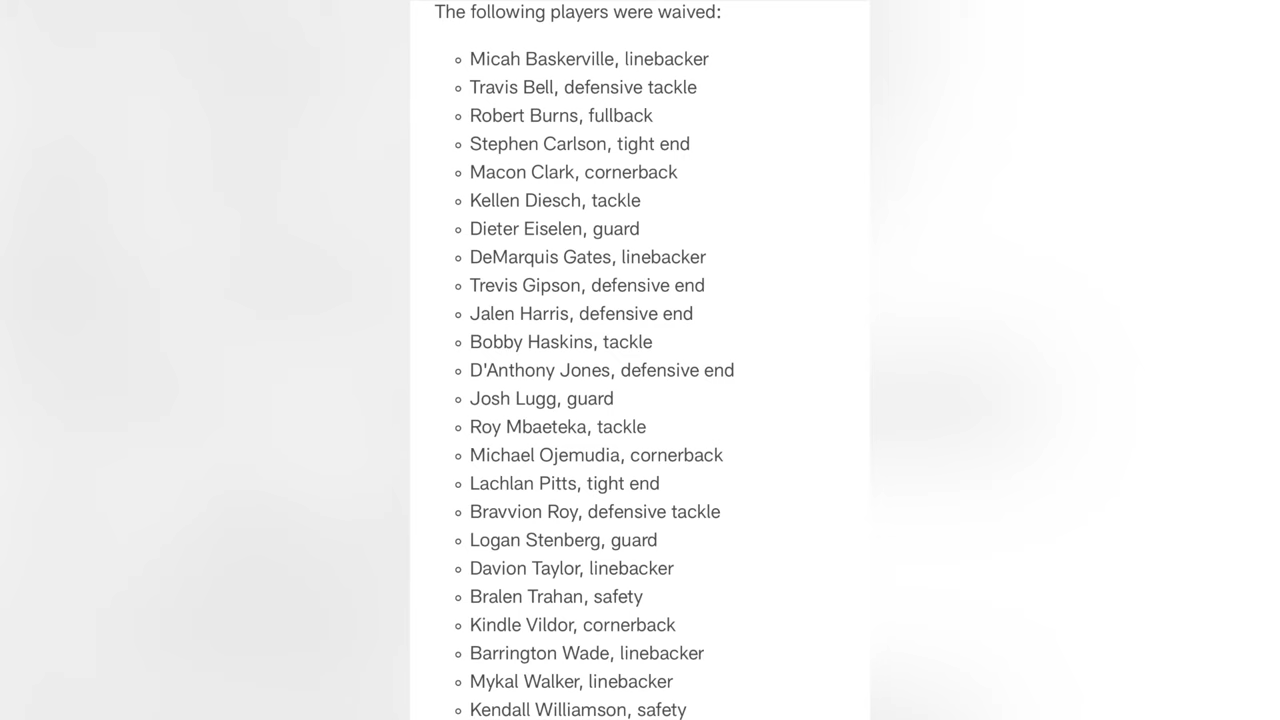 The following players were waived:
Micah Baskerville, linebacker
Travis Bell, defensive tackle
Robert Burns, fullback
Stephen Carlson, tight end
Macon Clark, cornerback
Kellen Diesch, tackle
Dieter Eiselen, guard
DeMarquis Gates, linebacker
Trevis Gipson, defensive end
Jalen Harris, defensive end
Bobby Haskins, tackle
D'Anthony Jones, defensive end
Josh Lugg, guard
Roy Mbaeteka, tackle
Michael Ojemudia, cornerback
Lachlan Pitts, tight end
Bravvion Roy, defensive tackle
Logan Stenberg, guard
Davion Taylor, linebacker
Bralen Trahan, safety
Kindle Vildor, cornerback
Barrington Wade, linebacker
Mykal Walker, linebacker
Kendall Williamson, safety